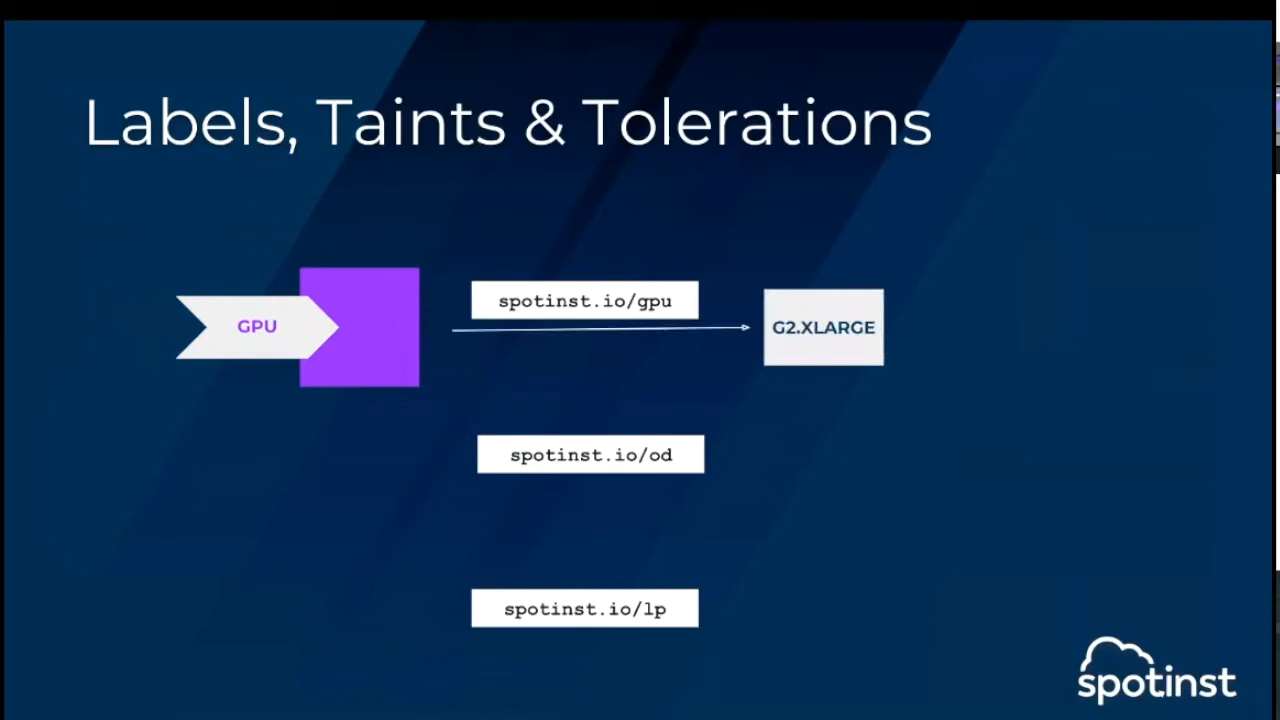 Labels, Taints & Tolerations
spotinst.io/gpu
GPU
G2.XLARGE
spotinst.io/od
spotinst.io/lp
spotinst